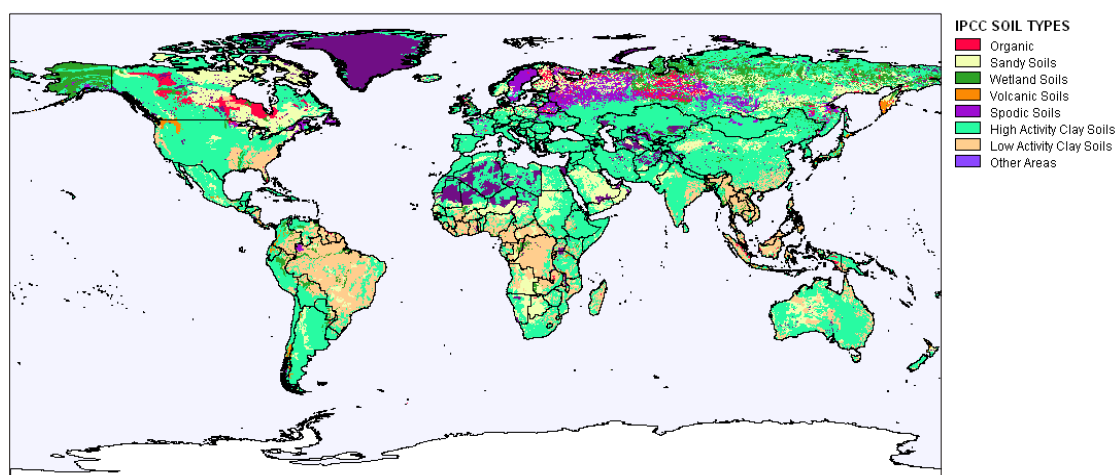 IPCC SOIL TYPES
Organic
Sandy Soils
Wetland Soils
Volcanic Soils
Spodic Soils
High Activity Clay Soils
Low Activity Clay Soils
Other Areas